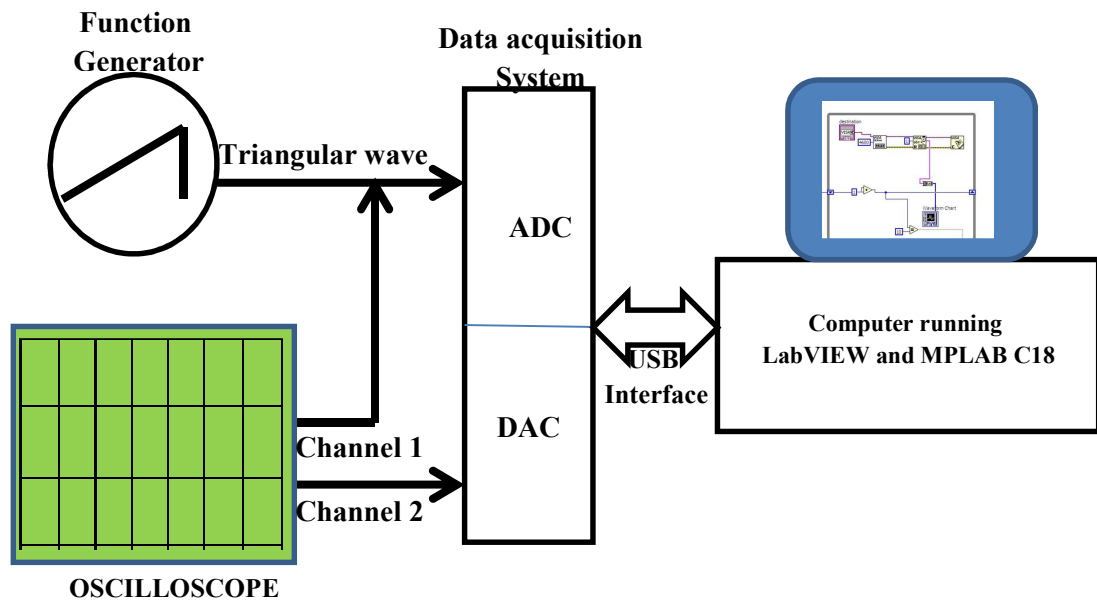 Function
Generator
Data acquisition
System
Triangular wave
ADC
DAC
Channel 1
Channel 2
OSCILLOSCOPE
USB
Interface
destination
Waveform Chart
Computer running
LabVIEW and MPLAB C18